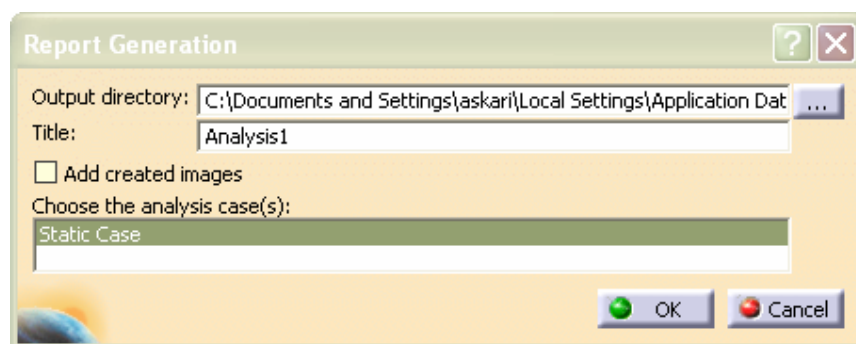 Report Generation
Output directory: C:\Documents and Settings\askari\Local Settings\Application Dat ...
Title: Analysis1
Add created images
Choose the analysis case(s):
Static Case
OK Cancel